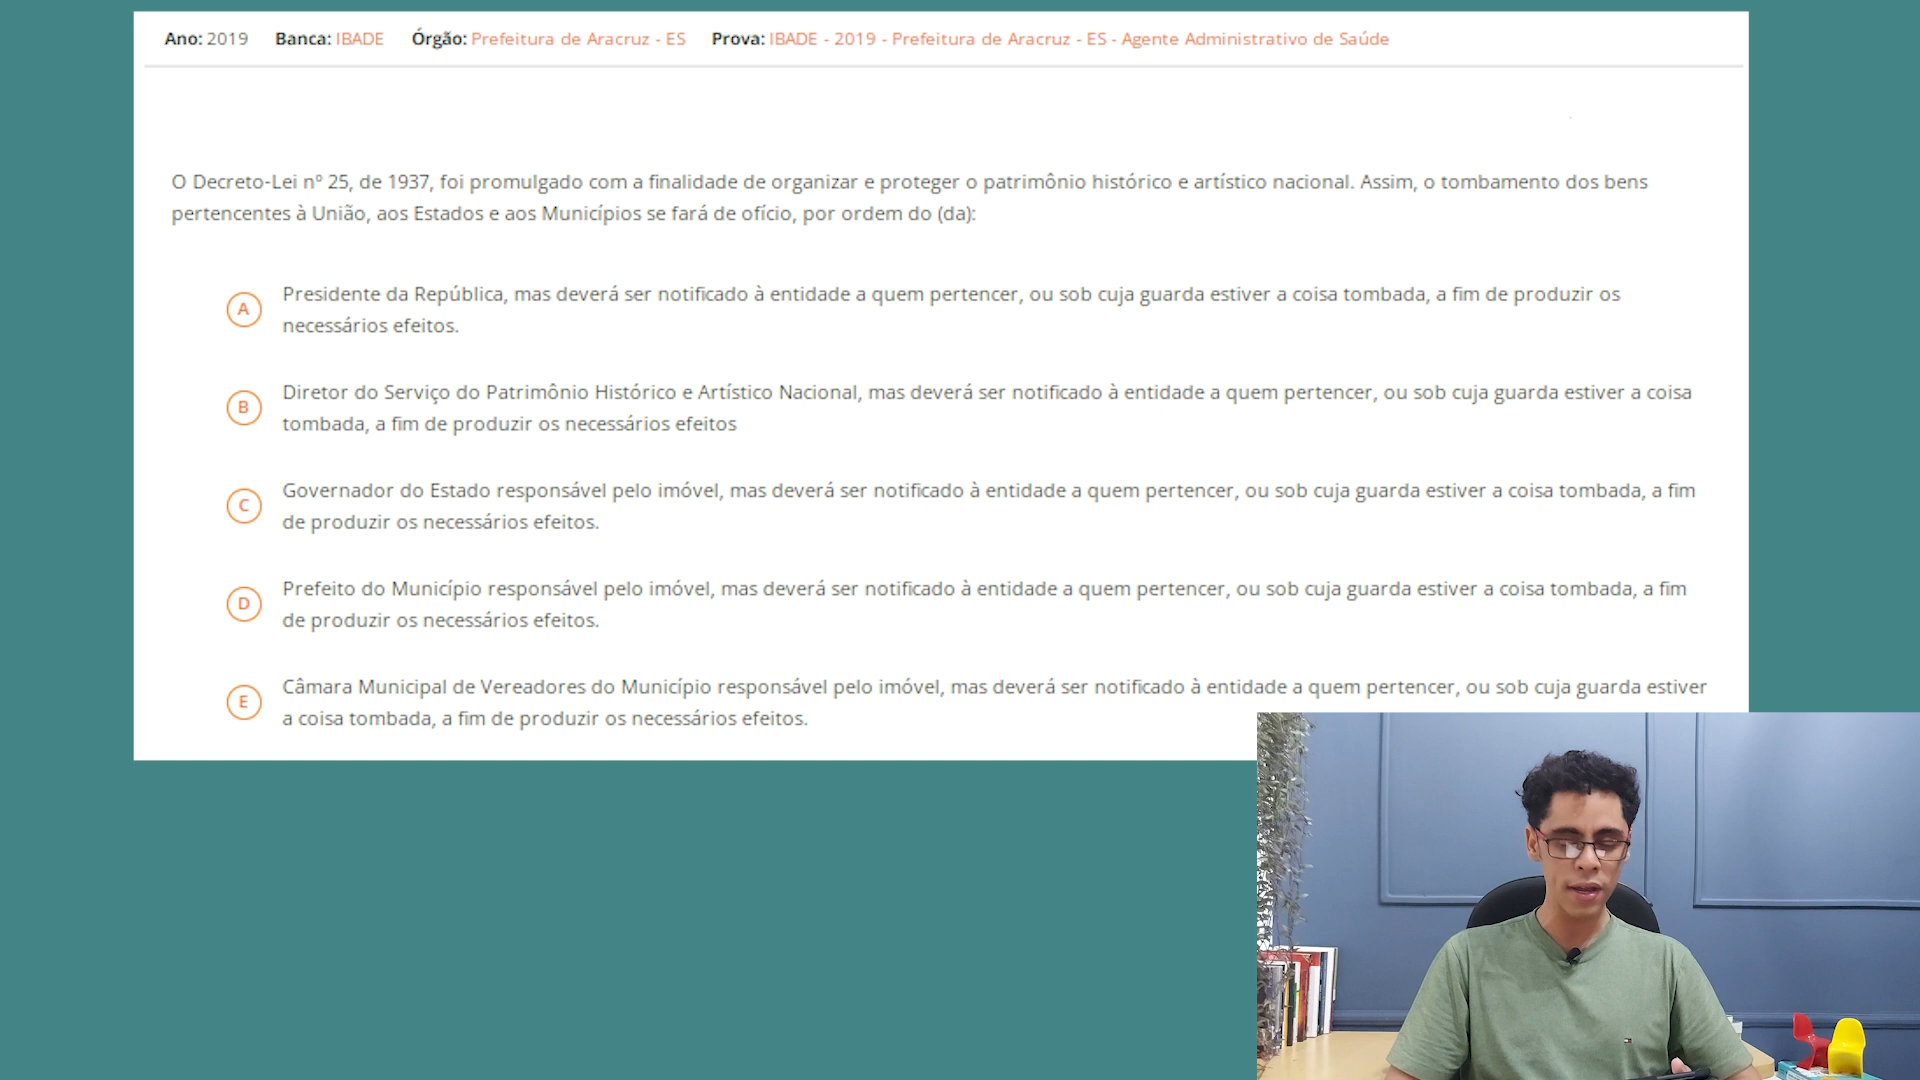 Ano: 2019 Banca: IBADE Órgão: Prefeitura de Aracruz - ES Prova: IBADE - 2019 - Prefeitura de Aracruz - ES - Agente Administrativo de Saúde
O Decreto-Lei nº 25, de 1937, foi promulgado com a finalidade de organizar e proteger o patrimônio histórico e artístico nacional. Assim, o tombamento dos bens
pertencentes à União, aos Estados e aos Municípios se fará de ofício, por ordem do (da):
A Presidente da República, mas deverá ser notificado à entidade a quem pertencer, ou sob cuja guarda estiver a coisa tombada, a fim de produzir os
necessários efeitos.
B Diretor do Serviço do Patrimônio Histórico e Artístico Nacional, mas deverá ser notificado à entidade a quem pertencer, ou sob cuja guarda estiver a coisa
tombada, a fim de produzir os necessários efeitos
C Governador do Estado responsável pelo imóvel, mas deverá ser notificado à entidade a quem pertencer, ou sob cuja guarda estiver a coisa tombada, a fim
de produzir os necessários efeitos.
D Prefeito do Município responsável pelo imóvel, mas deverá ser notificado à entidade a quem pertencer, ou sob cuja guarda estiver a coisa tombada, a fim
de produzir os necessários efeitos.
E Câmara Municipal de Vereadores do Município responsável pelo imóvel, mas deverá ser notificado à entidade a quem pertencer, ou sob cuja guarda estiver
a coisa tombada, a fim de produzir os necessários efeitos.